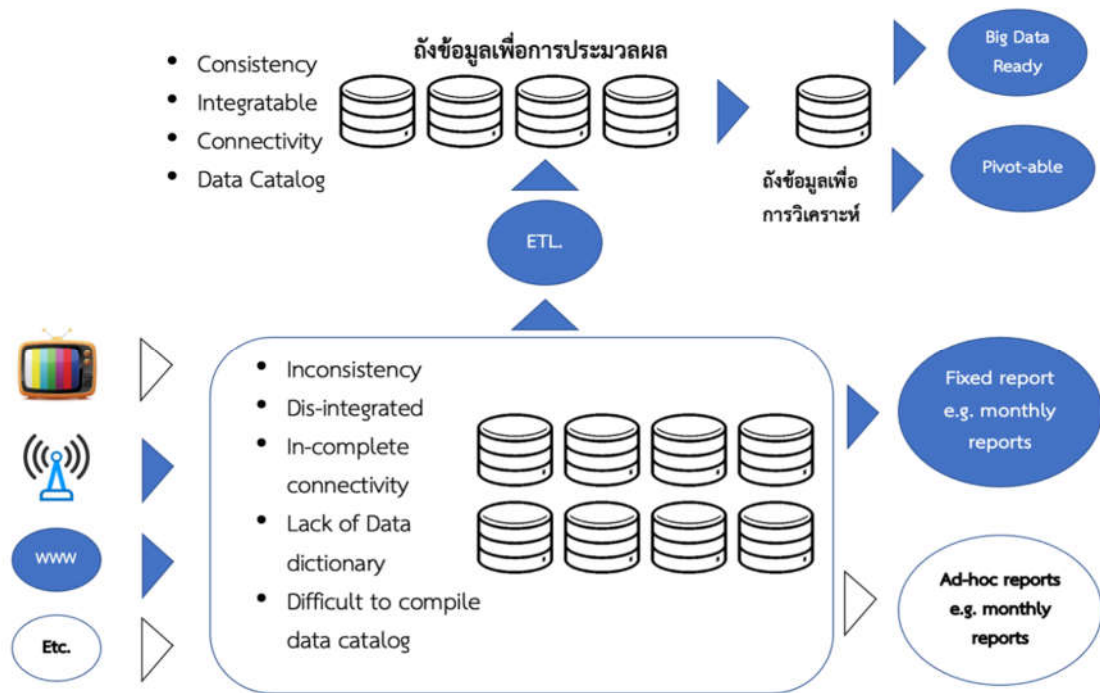 ถังข้อมูลเพื่อการประมวลผล
• Consistency
• Integratable
• Connectivity
• Data Catalog
Big Data
Ready
ถังข้อมูลเพื่อ
การวิเคราะห์
Pivot-able
ETL.
• Inconsistency
• Dis-integrated
• In-complete
connectivity
• Lack of Data
dictionary
• Difficult to compile
data catalog
WWW
Etc.
Fixed report
e.g. monthly
reports
Ad-hoc reports
e.g. monthly
reports